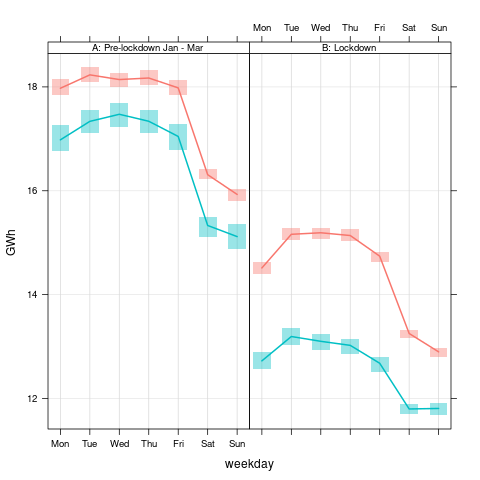 Mon Tue Wed Thu Fri Sat Sun
A: Pre-lockdown Jan - Mar B: Lockdown
18
16
14
12
GWh
Mon Tue Wed Thu Fri Sat Sun
weekday